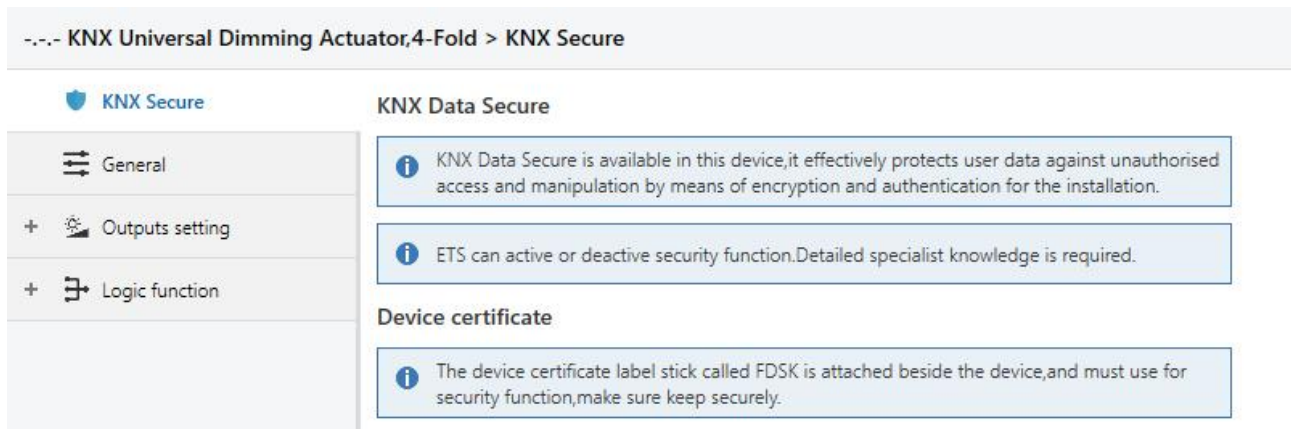 -.-.- KNX Universal Dimming Actuator,4-Fold > KNX Secure
KNX Secure
General
+ Outputs setting
+ Logic function
KNX Data Secure
KNX Data Secure is available in this device,it effectively protects user data against unauthorised
access and manipulation by means of encryption and authentication for the installation.
ETS can active or deactive security function.Detailed specialist knowledge is required.
Device certificate
The device certificate label stick called FDSK is attached beside the device,and must use for
security function,make sure keep securely.